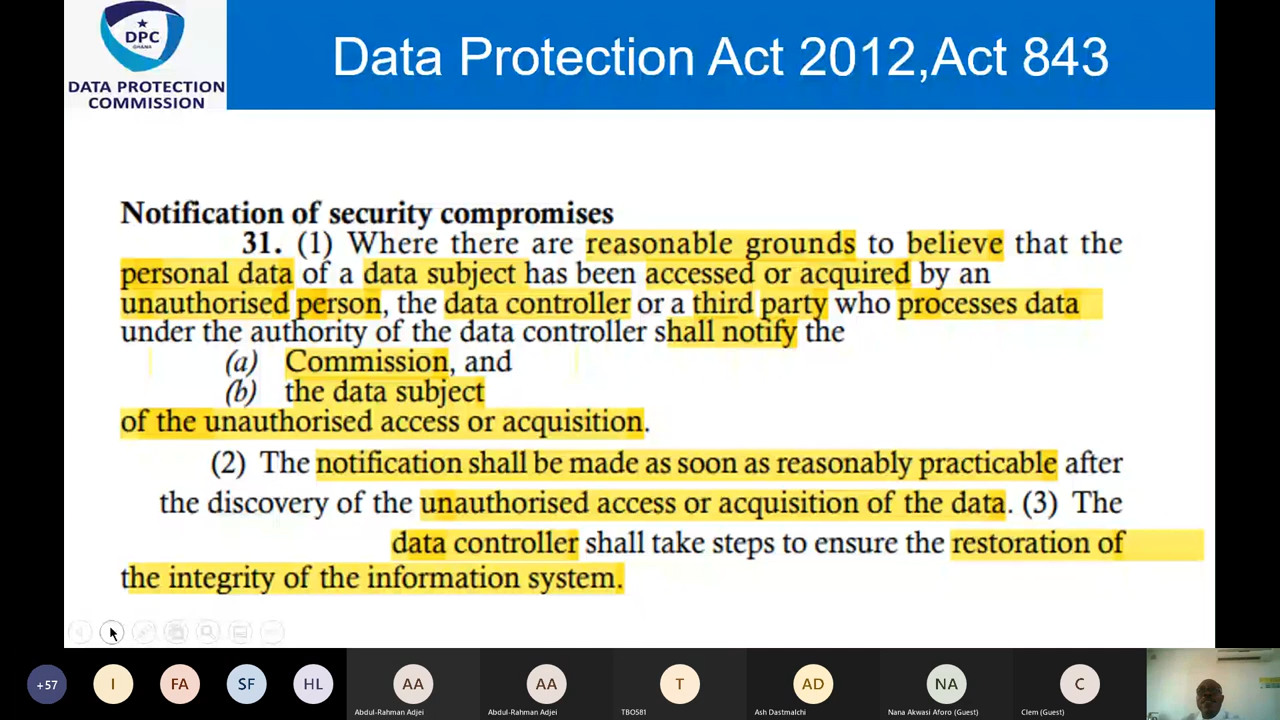 DPC
GHANA
DATA PROTECTION
COMMISSION
Data Protection Act 2012,Act 843
Notification of security compromises
31. (1) Where there are reasonable grounds to believe that the
personal data of a data subject has been accessed or acquired by an
unauthorised person, the data controller or a third party who processes data
under the authority of the data controller shall notify the
(a) Commission, and
(b) the data subject
of the unauthorised access or acquisition.
(2) The notification shall be made as soon as reasonably practicable after
the discovery of the unauthorised access or acquisition of the data. (3) The
data controller shall take steps to ensure the restoration of
the integrity of the information system.
+57 I FA SF HL AA AA T AD NA C
Abdul-Rahman Adjei Abdul-Rahman Adjei TBO581 Ash Dastmalchi Nana Akwasi Aforo (Guest) Clem (Guest)